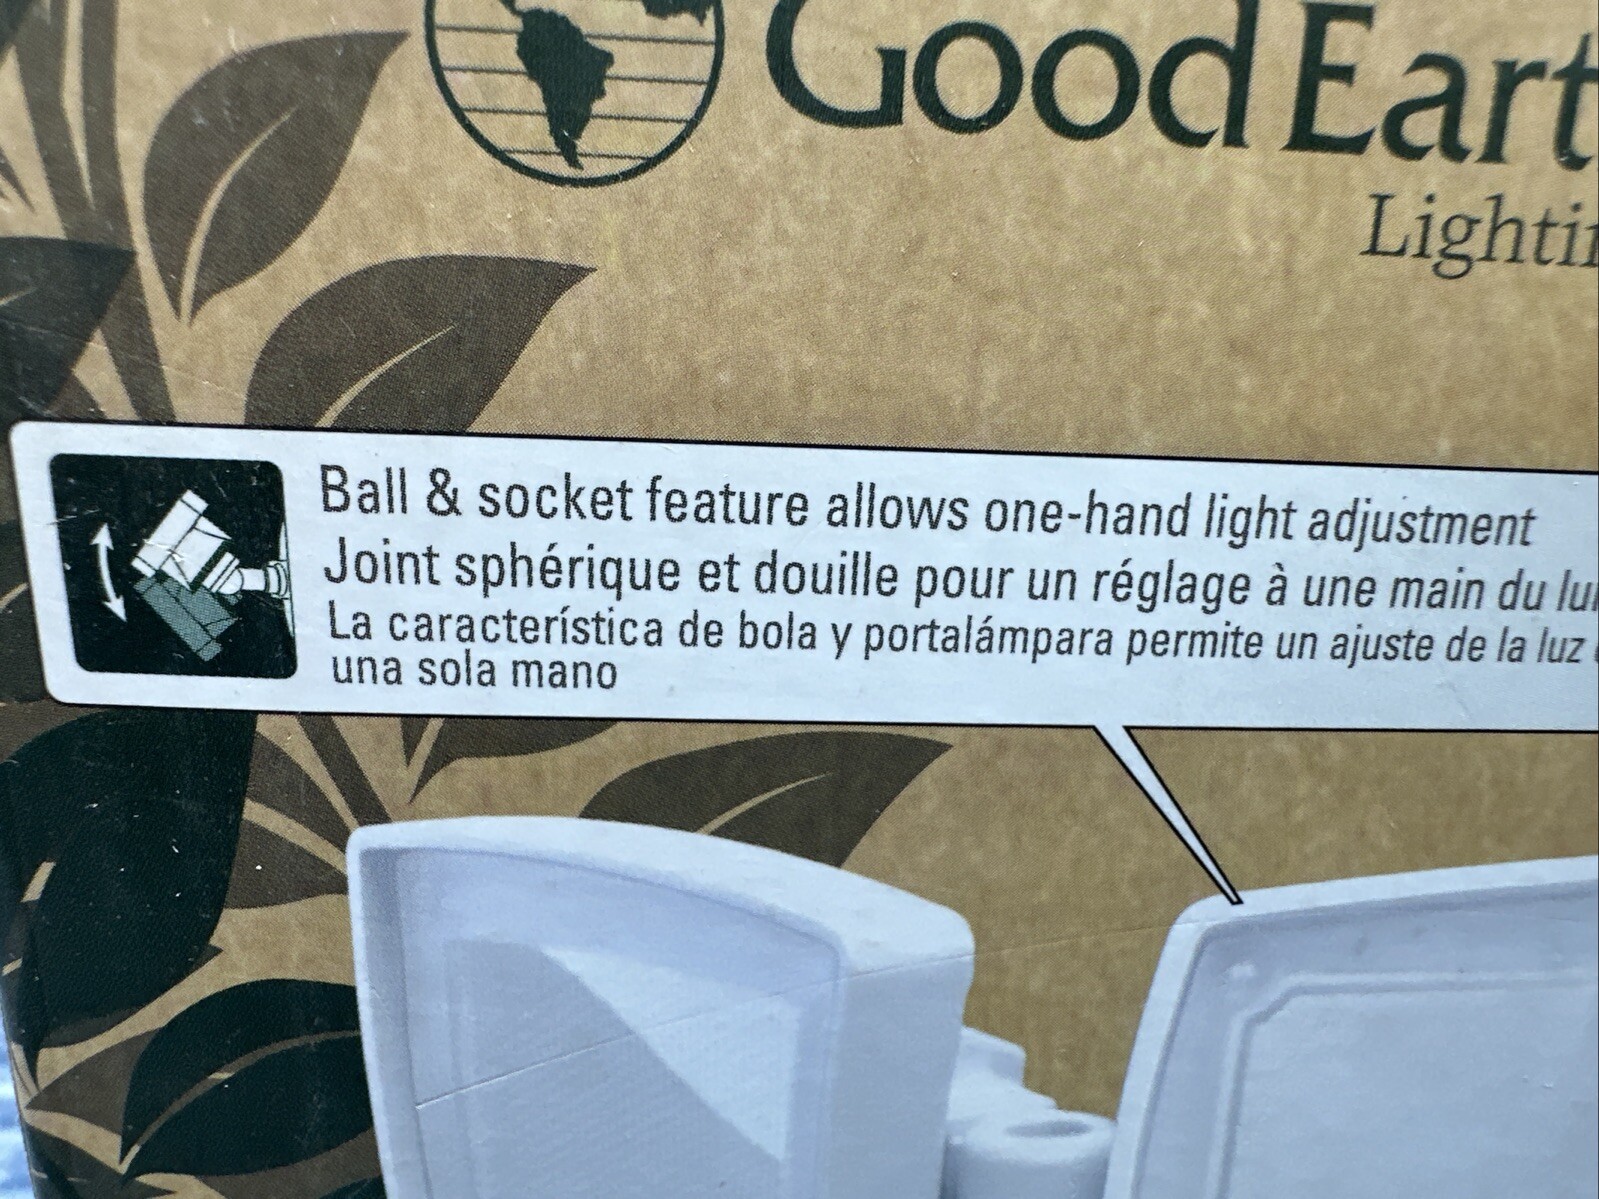 GoodEart
Lighti
Ball & socket feature allows one-hand light adjustment
Joint sphérique et douille pour un réglage à une main du
La característica de bola y portalámpara permite un ajuste de la luz
una sola mano